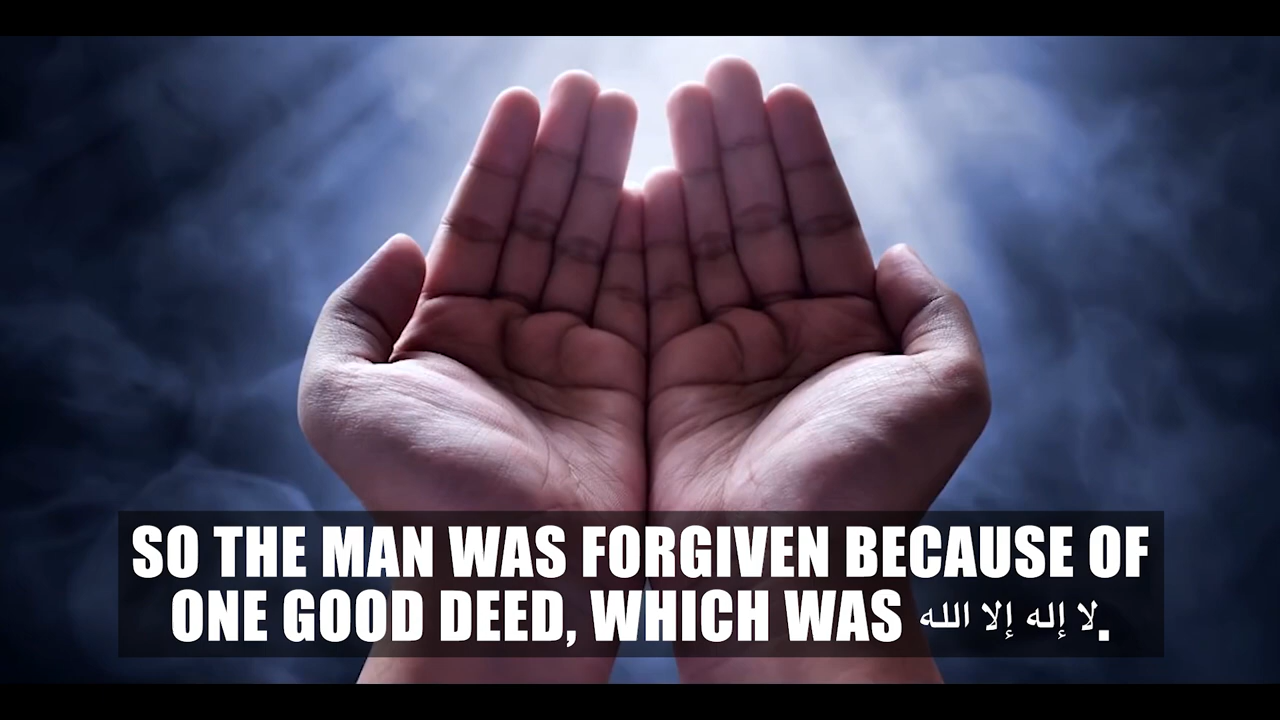 SO THE MAN WAS FORGIVEN BECAUSE OF
ONE GOOD DEED, WHICH WAS لا إله إلا الله.